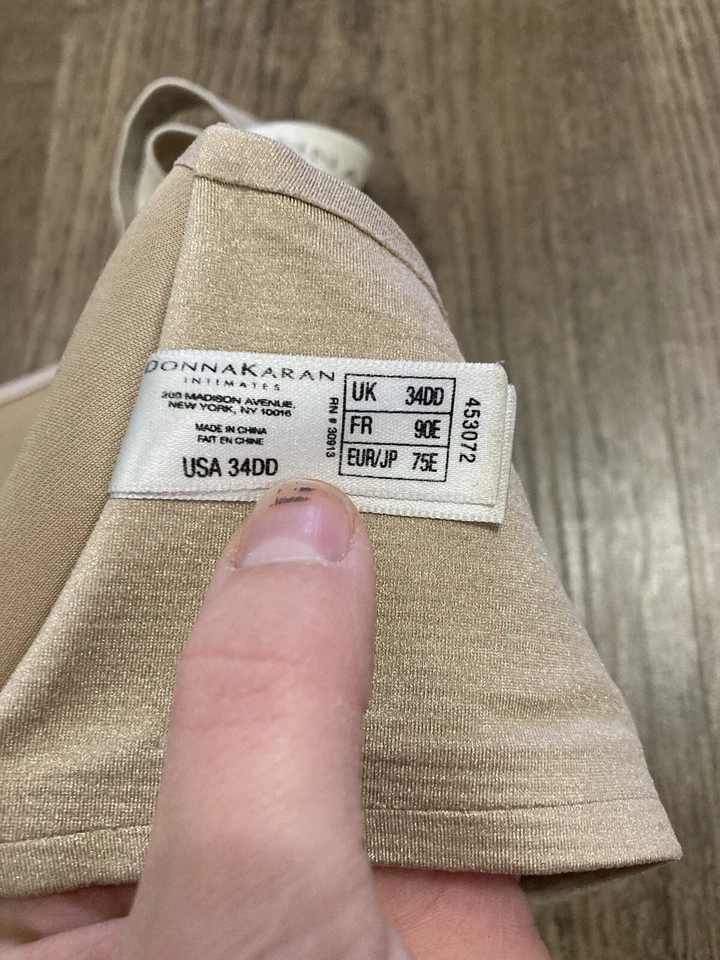 DONNAKARAN
INTIMATES
200 MADISON AVENUE,
NEW YORK, NY 10016
MADE IN CHINA
FAIT EN CHINE
USA 34DD
RN # 30913
UK 34DD
FR 90E
EUR/JP 75E
453072